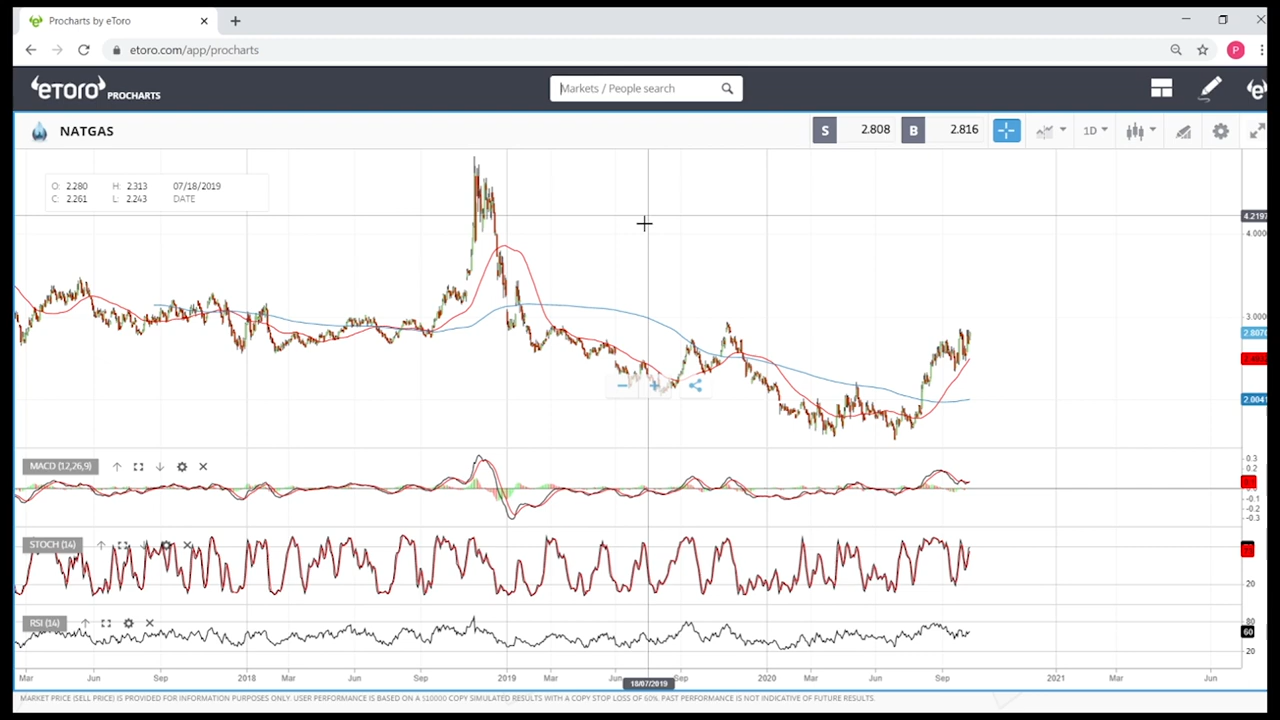 Procharts by eToro
etoro.com/app/procharts
P
eToro PROCHARTS
Markets / People search
NATGAS
S 2.808 B 2.816 1D
O: 2.280 H: 2.313 07/18/2019
C: 2.261 L: 2.243 DATE
4.2197
4.0000
3.0000
2.8070
2.0041
MACD (12,26,9)
0.3
0.2
-0.1
-0.2
-0.3
STOCH (14)
20
RSI (14)
80
60
20
Mar Jun Sep 2018 Mar Jun Sep 2019 Mar Jun 18/07/2019 Sep 2020 Mar Jun Sep 2021 Mar Jun
MARKET PRICE (SELL PRICE) IS PROVIDED FOR INFORMATION PURPOSES ONLY. USER PERFORMANCE IS BASED ON A $10000 COPY SIMULATED RESULTS WITH A COPY STOP LOSS OF 60%. PAST PERFORMANCE IS NOT INDICATIVE OF FUTURE RESULTS.